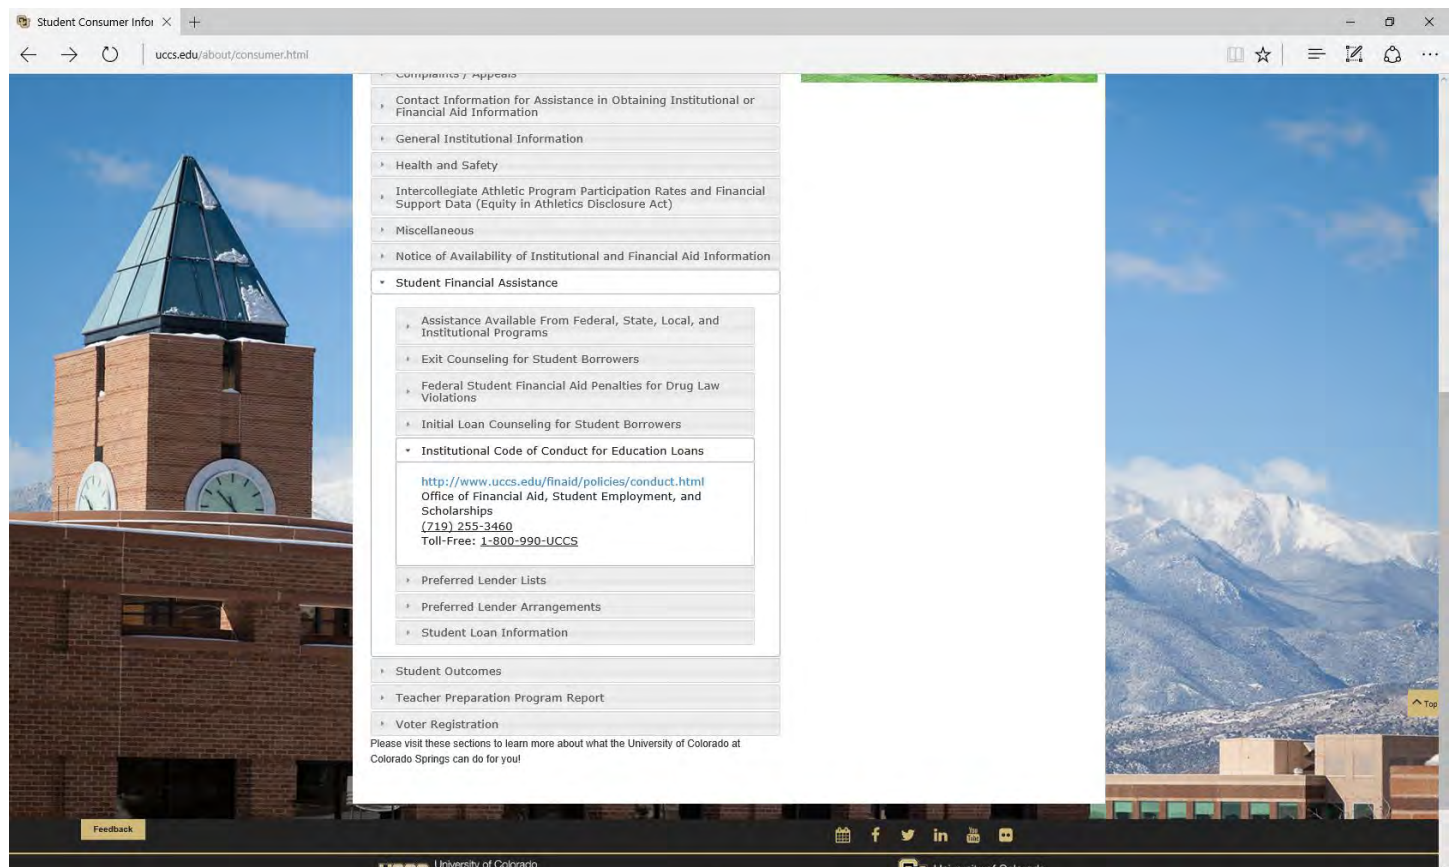 Student Consumer Infor
uccs.edu/about/consumer.html
Complaints / Appeals
Contact Information for Assistance in Obtaining Institutional or
Financial Aid Information
General Institutional Information
Health and Safety
Intercollegiate Athletic Program Participation Rates and Financial
Support Data (Equity in Athletics Disclosure Act)
Miscellaneous
Notice of Availability of Institutional and Financial Aid Information
Student Financial Assistance
Assistance Available From Federal, State, Local, and
Institutional Programs
Exit Counseling for Student Borrowers
Federal Student Financial Aid Penalties for Drug Law
Violations
Initial Loan Counseling for Student Borrowers
Institutional Code of Conduct for Education Loans
http://www.uccs.edu/finaid/policies/conduct.html
Office of Financial Aid, Student Employment, and
Scholarships
(719) 255-3460
Toll-Free: 1-800-990-UCCS
Preferred Lender Lists
Preferred Lender Arrangements
Student Loan Information
Student Outcomes
Teacher Preparation Program Report
Top
Voter Registration
Please visit these sections to learn more about what the University of Colorado at
Colorado Springs can do for you!
Feedback
f in You Tube
University of Colorado
University of Colorado